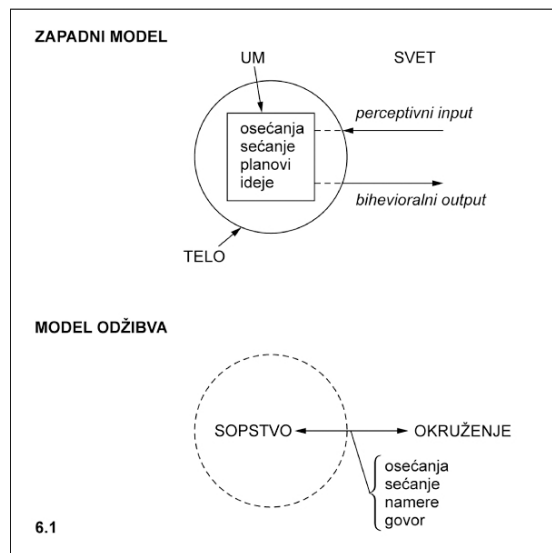 ZAPADNI MODEL
UM
SVET
osećanja
sećanje
planovi
ideje
perceptivni input
bihevioralni output
TELO
MODEL ODŽIBVA
SOPSTVO
OKRUŽENJE
osećanja
sećanje
namere
govor
6.1